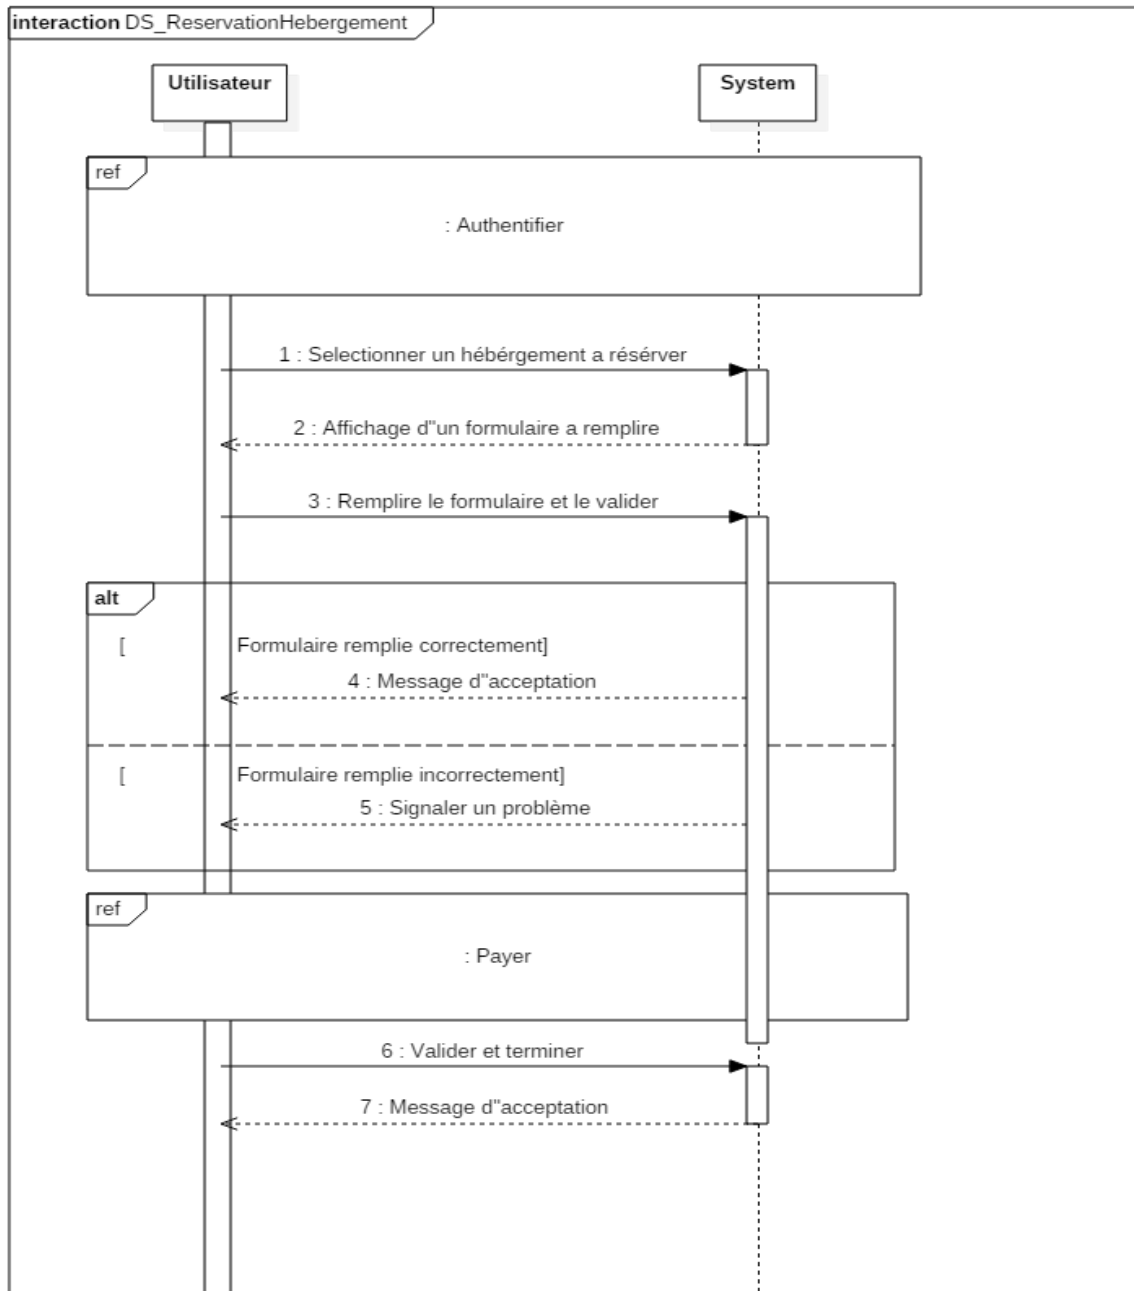 interaction DS_ReservationHebergement
Utilisateur
System
ref
: Authentifier
1 : Selectionner un hébérgement a résérver
2 : Affichage d"un formulaire a remplire
3 : Remplire le formulaire et le valider
alt
[ Formulaire remplie correctement]
4 : Message d"acceptation
[ Formulaire remplie incorrectement]
5 : Signaler un problème
ref
: Payer
6 : Valider et terminer
7 : Message d"acceptation